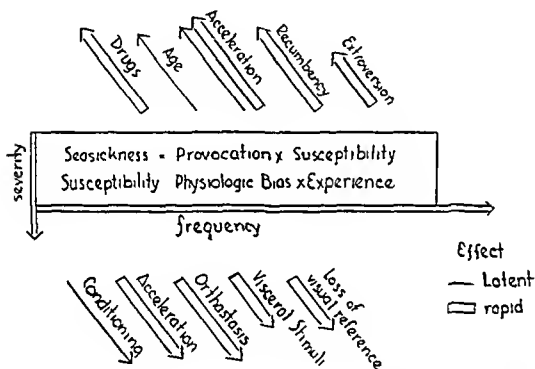 Drugs
Age
Acceleration
Recumbency
Extroversion
Seasickness = Provocation x Susceptibility
Susceptibility Physiologic Bias x Experience
severity
frequency
Effect
Latent
rapid
Conditioning
Acceleration
Orthastasis
Visceral Stimuli
Loss of
visual reference